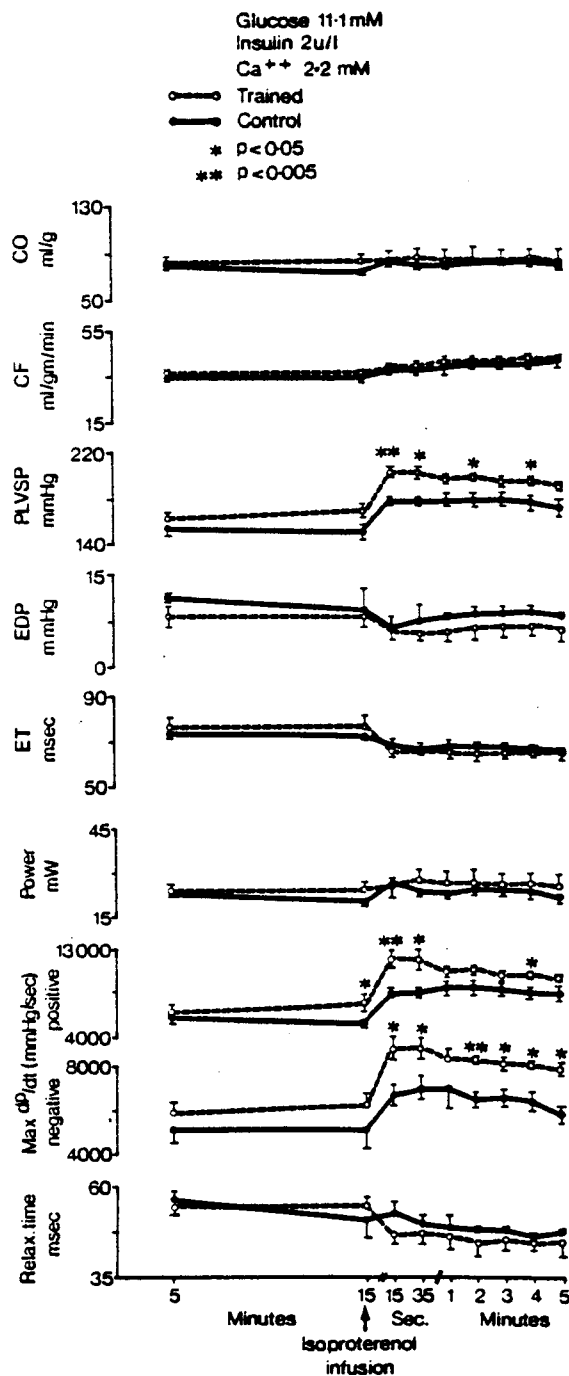 Glucose 11·1mM
Insulin 2u/l
Ca++ 2·2 mM
Trained
Control
* p<0·05
** p<0·005
130
CO
ml/g
50
55
CF
ml/gm/min
15
220
** * * *
PLVSP
mmHg
140
15
EDP
mmHg
0
90
ET
msec
50
45
Power
mW
15
** *
13000
* *
positive
4000
Max dp/dt (mmHg/sec)
8000
* * ** * * *
negative
4000
60
Relax. time
msec
35
5 15 15 35 1 2 3 4 5
Minutes Sec. Minutes
Isoproterenol
infusion